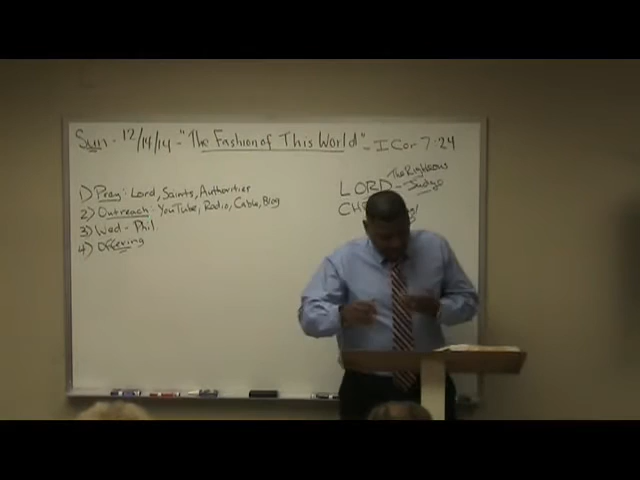 Sun - 12/14/14 - "The Fashion of This World" - I Cor 7:24
1) Pray: Lord, Saints, Authorities
2) Outreach: YouTube, Radio, Cable, Blog
3) Wed - Phil
4) Offering
The Righteous
LORD - Judge